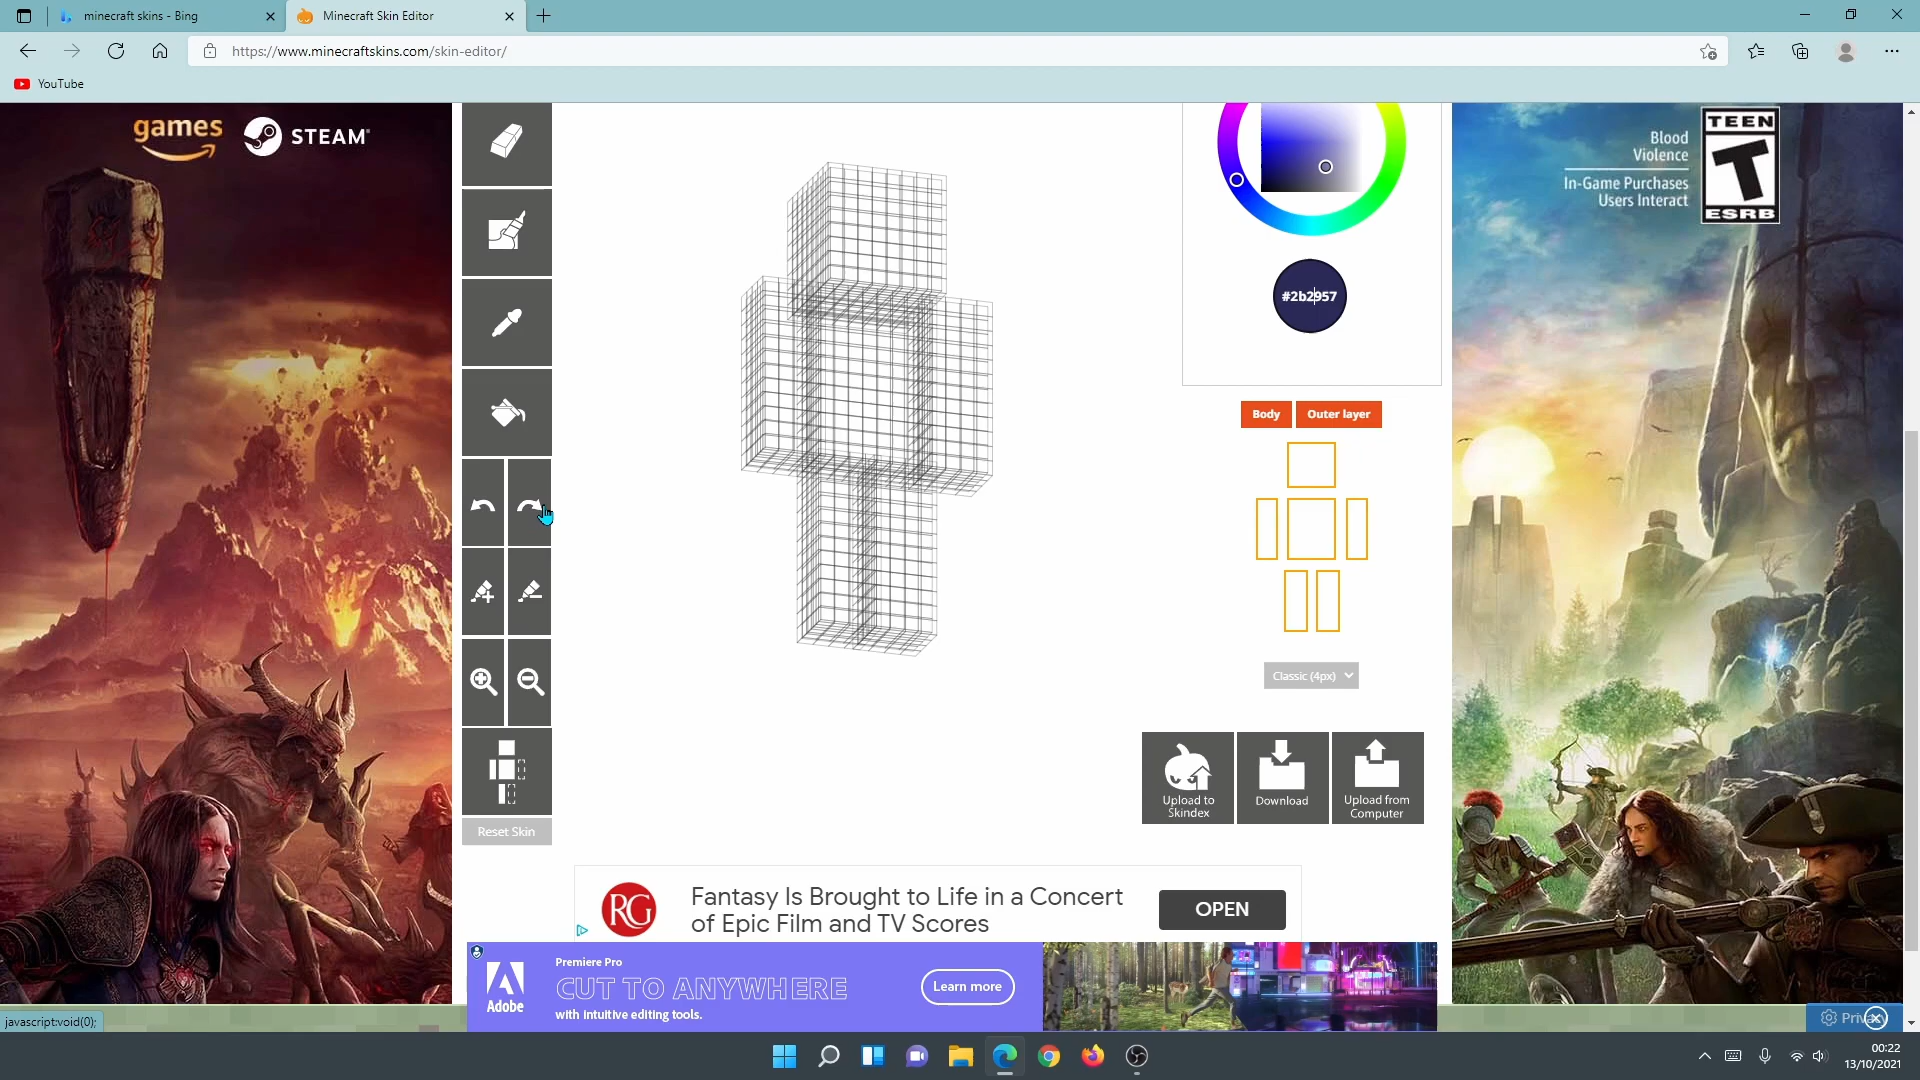 minecraft skins - Bing
Minecraft Skin Editor
https://www.minecraftskins.com/skin-editor/
YouTube
games
STEAM
Blood
Violence
In-Game Purchases
Users Interact
TEEN
T
ESRB
#2b2957
Body
Outer layer
Classic (4px)
Upload to
Skindex
Download
Upload from
Computer
Reset Skin
RG
Fantasy Is Brought to Life in a Concert
of Epic Film and TV Scores
OPEN
Adobe
Premiere Pro
CUT TO ANYWHERE
with intuitive editing tools.
Learn more
javascript:void(0);
00:22
13/10/2021